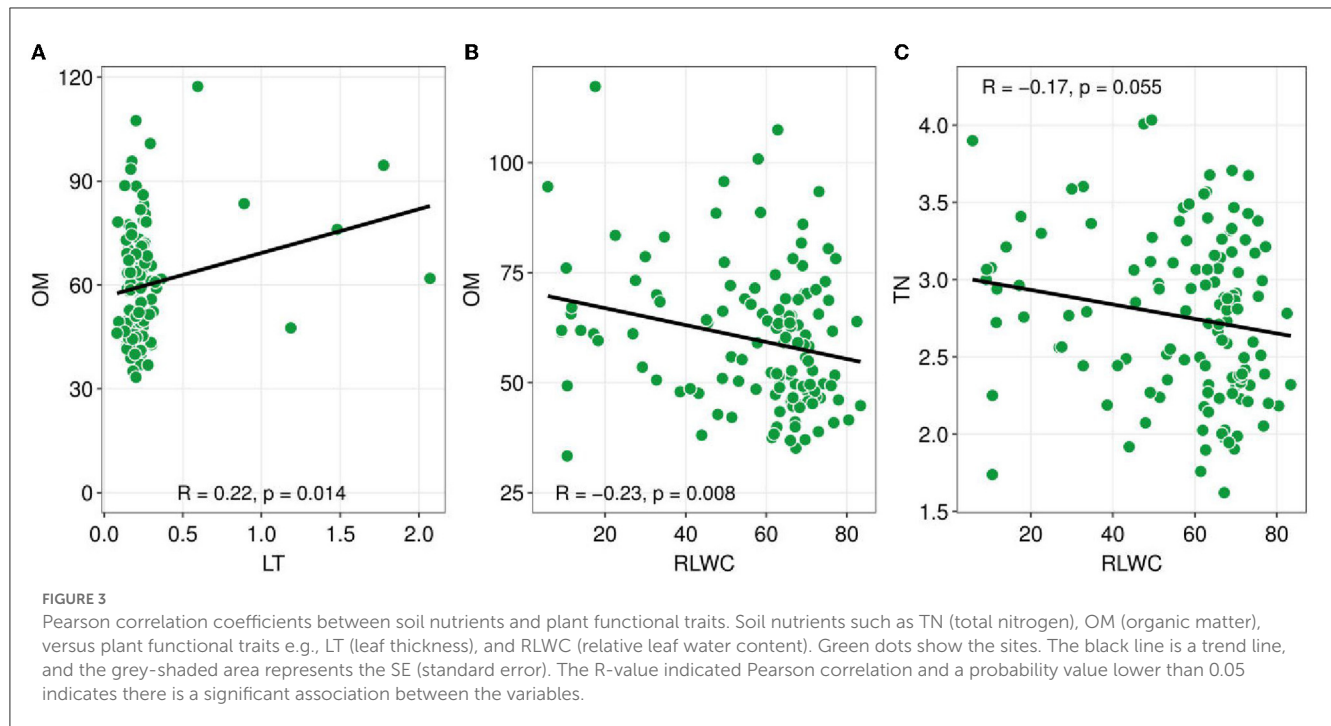 A
B
C
120
90
60
30
0
OM
R = 0.22, p = 0.014
0.0 0.5 1.0 1.5 2.0
LT
100
75
50
25
OM
R = −0.23, p = 0.008
20 40 60 80
RLWC
R = −0.17, p = 0.055
4.0
3.5
3.0
2.5
2.0
1.5
TN
20 40 60 80
RLWC
FIGURE 3
Pearson correlation coefficients between soil nutrients and plant functional traits. Soil nutrients such as TN (total nitrogen), OM (organic matter),
versus plant functional traits e.g., LT (leaf thickness), and RLWC (relative leaf water content). Green dots show the sites. The black line is a trend line,
and the grey-shaded area represents the SE (standard error). The R-value indicated Pearson correlation and a probability value lower than 0.05
indicates there is a significant association between the variables.